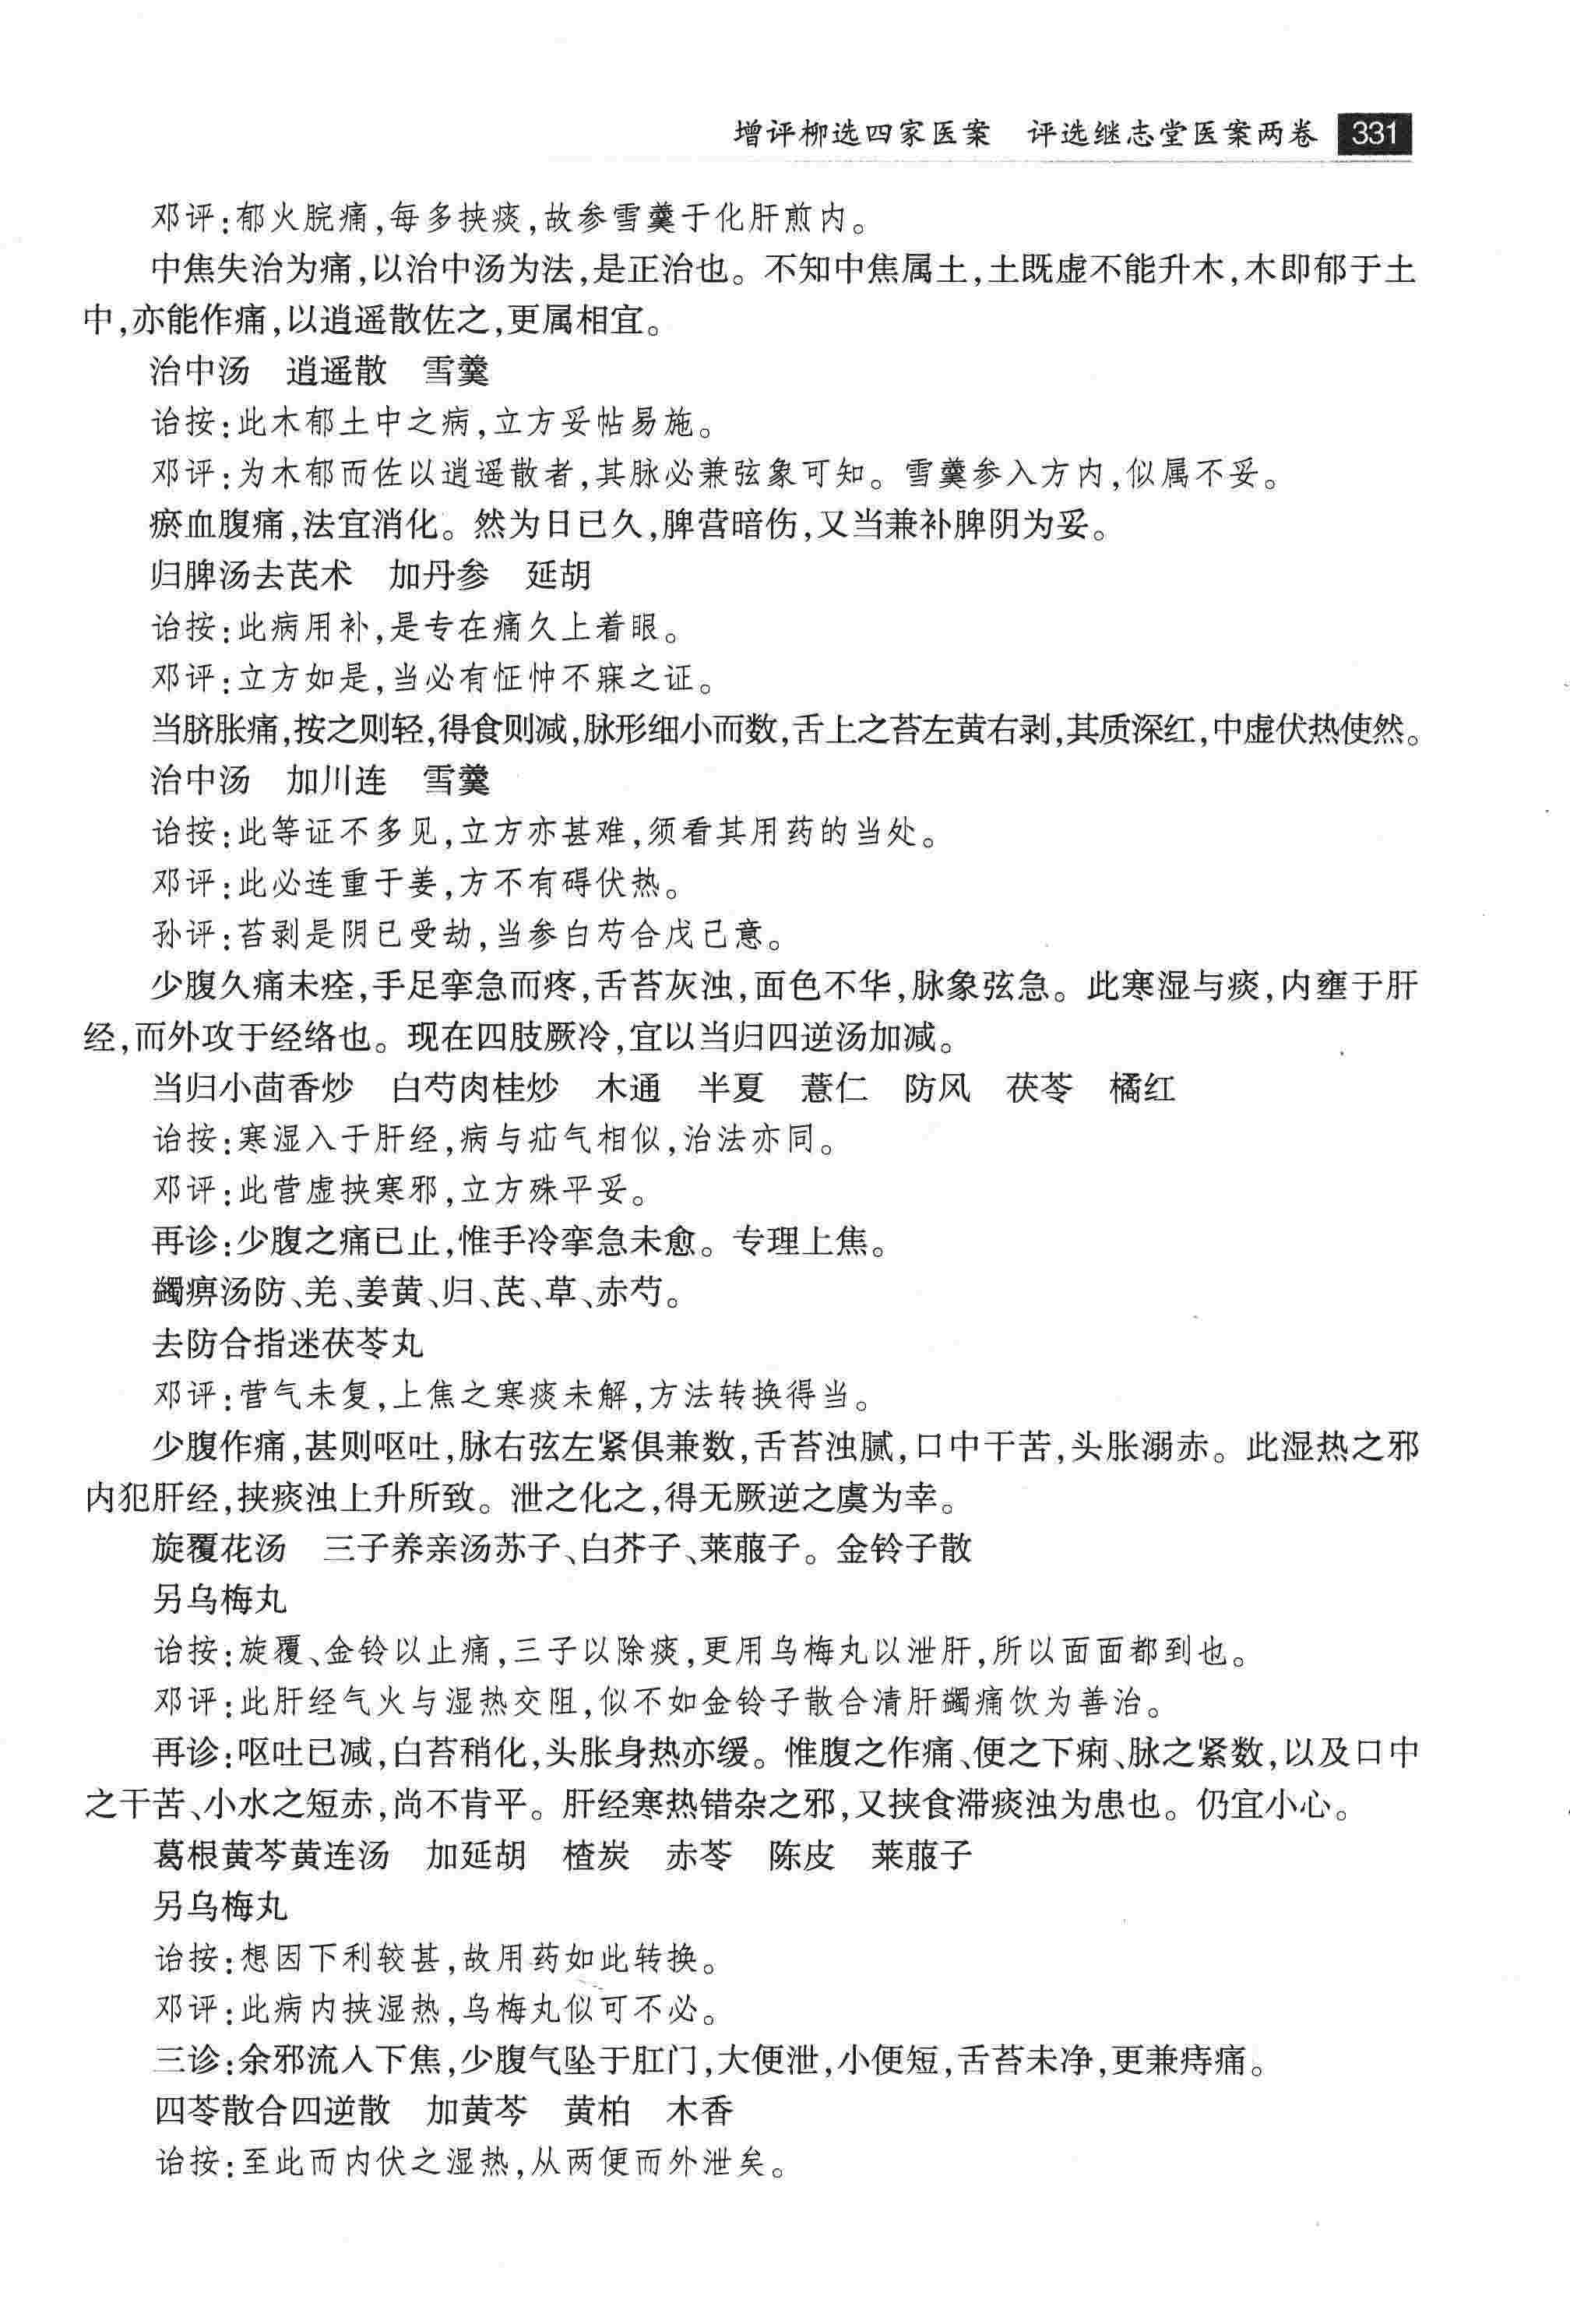 增评柳选四家医案　评选继志堂医案两卷　331
邓评:郁火脘痛,每多挟痰,故参雪羹于化肝煎内。
中焦失治为痛,以治中汤为法,是正治也。不知中焦属土,土既虚不能升木,木即郁于土
中,亦能作痛,以逍遥散佐之,更属相宜。
治中汤　逍遥散　雪羹
诒按:此木郁土中之病,立方妥帖易施。
邓评:为木郁而佐以逍遥散者,其脉必兼弦象可知。雪羹参入方内,似属不妥。
瘀血腹痛,法宜消化。然为日已久,脾营暗伤,又当兼补脾阴为妥。
归脾汤去芪术　加丹参　延胡
诒按:此病用补,是专在痛久上着眼。
邓评:立方如是,当必有怔忡不寐之证。
当脐胀痛,按之则轻,得食则减,脉形细小而数,舌上之苔左黄右剥,其质深红,中虚伏热使然。
治中汤　加川连　雪羹
诒按:此等证不多见,立方亦甚难,须看其用药的当处。
邓评:此必连重于姜,方不有碍伏热。
孙评:苔剥是阴已受劫,当参白芍合戊己意。
少腹久痛未痊,手足挛急而疼,舌苔灰浊,面色不华,脉象弦急。此寒湿与痰,内壅于肝
经,而外攻于经络也。现在四肢厥冷,宜以当归四逆汤加减。
当归小茴香炒　白芍肉桂炒　木通　半夏　薏仁　防风　茯苓　橘红
诒按:寒湿入于肝经,病与疝气相似,治法亦同。
邓评:此营虚挟寒邪,立方殊平妥。
再诊:少腹之痛已止,惟手冷挛急未愈。专理上焦。
蠲痹汤防、羌、姜黄、归、芪、草、赤芍。
去防合指迷茯苓丸
邓评:营气未复,上焦之寒痰未解,方法转换得当。
少腹作痛,甚则呕吐,脉右弦左紧俱兼数,舌苔浊腻,口中干苦,头胀溺赤。此湿热之邪
内犯肝经,挟痰浊上升所致。泄之化之,得无厥逆之虞为幸。
旋覆花汤　三子养亲汤苏子、白芥子、莱菔子。金铃子散
另乌梅丸
诒按:旋覆、金铃以止痛,三子以除痰,更用乌梅丸以泄肝,所以面面都到也。
邓评:此肝经气火与湿热交阻,似不如金铃子散合清肝蠲痛饮为善治。
再诊:呕吐已减,白苔稍化,头胀身热亦缓。惟腹之作痛、便之下痢、脉之紧数,以及口中
之干苦、小水之短赤,尚不肯平。肝经寒热错杂之邪,又挟食滞痰浊为患也。仍宜小心。
葛根黄芩黄连汤　加延胡　楂炭　赤苓　陈皮　莱菔子
另乌梅丸
诒按:想因下利较甚,故用药如此转换。
邓评:此病内挟湿热,乌梅丸似可不必。
三诊:余邪流入下焦,少腹气坠于肛门,大便泄,小便短,舌苔未净,更兼痔痛。
四苓散合四逆散　加黄芩　黄柏　木香
诒按:至此而内伏之湿热,从两便而外泄矣。